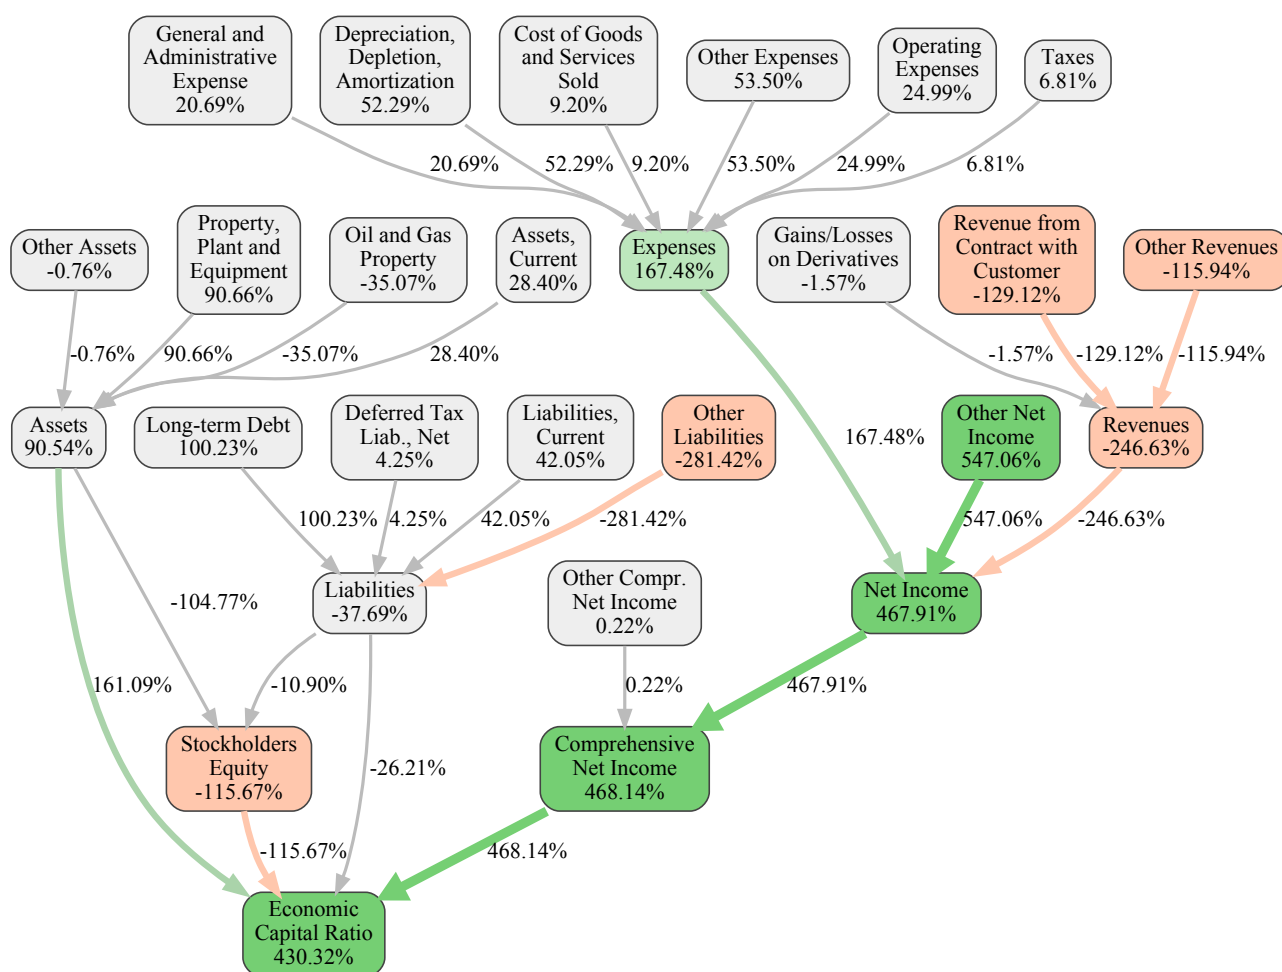 General and
Administrative
Expense
20.69%
Depreciation,
Depletion,
Amortization
52.29%
Cost of Goods
and Services
Sold
9.20%
Other Expenses
53.50%
Operating
Expenses
24.99%
Taxes
6.81%
20.69%
52.29%
9.20%
53.50%
24.99%
6.81%
Other Assets
-0.76%
Property,
Plant and
Equipment
90.66%
Oil and Gas
Property
-35.07%
Assets,
Current
28.40%
Expenses
167.48%
Gains/Losses
on Derivatives
-1.57%
Revenue from
Contract with
Customer
-129.12%
Other Revenues
-115.94%
-0.76%
90.66%
-35.07%
28.40%
-1.57%
-129.12%
-115.94%
Assets
90.54%
Long-term Debt
100.23%
Deferred Tax
Liab., Net
4.25%
Liabilities,
Current
42.05%
Other
Liabilities
-281.42%
167.48%
Other Net
Income
547.06%
Revenues
-246.63%
100.23%
4.25%
42.05%
-281.42%
547.06%
-246.63%
-104.77%
Liabilities
-37.69%
Other Compr.
Net Income
0.22%
Net Income
467.91%
161.09%
-10.90%
0.22%
467.91%
Stockholders
Equity
-115.67%
-26.21%
Comprehensive
Net Income
468.14%
-115.67%
468.14%
Economic
Capital Ratio
430.32%